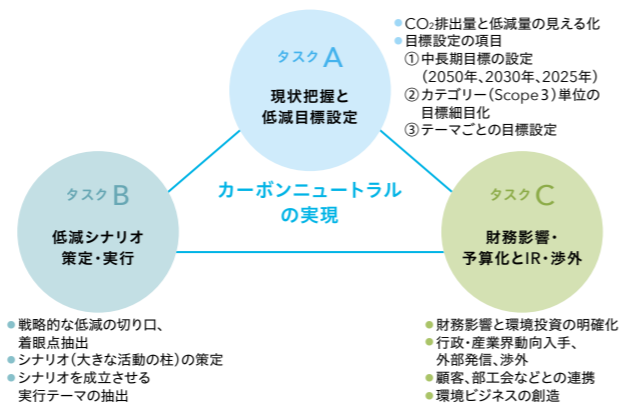 タスク A
現状把握と
低減目標設定
●CO₂排出量と低減量の見える化
●目標設定の項目
①中長期目標の設定
（2050年、2030年、2025年）
②カテゴリー（Scope３）単位の
目標細目化
③テーマごとの目標設定
カーボンニュートラル
の実現
タスク B
低減シナリオ
策定・実行
●戦略的な低減の切り口、
着眼点抽出
●シナリオ（大きな活動の柱）の策定
●シナリオを成立させる
実行テーマの抽出
タスク C
財務影響・
予算化とIR・渉外
●財務影響と環境投資の明確化
●行政・産業界動向入手、
外部発信、渉外
●顧客、部工会などとの連携
●環境ビジネスの創造